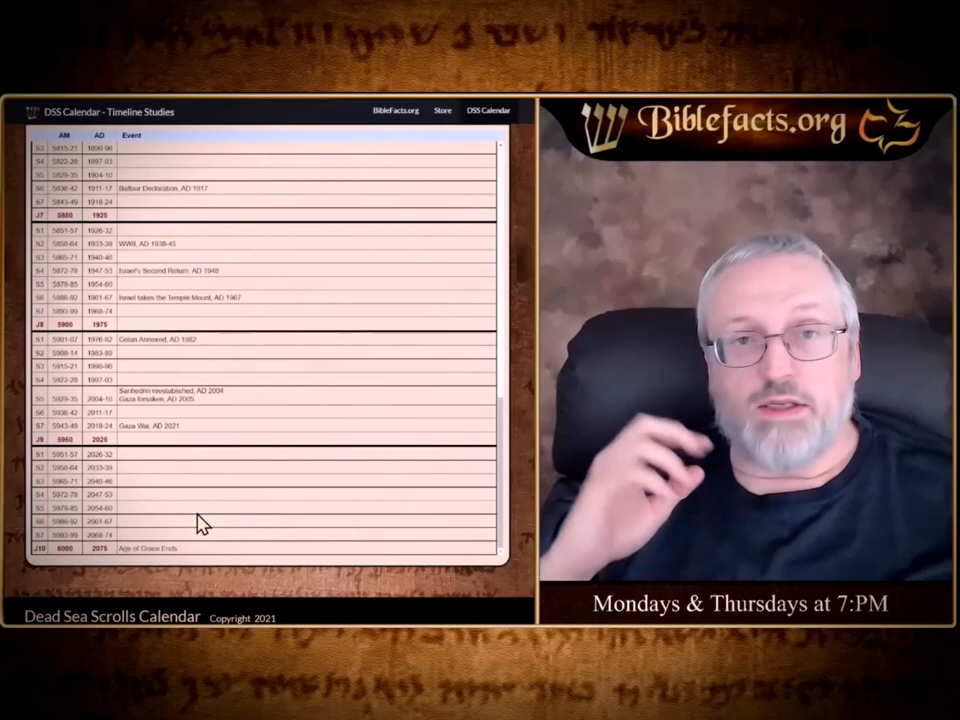 DSS Calendar - Timeline Studies
BibleFacts.org Store DSS Calendar
AM AD Event
S3 5815-21 1890-96
S4 5822-28 1897-03
S5 5829-35 1904-10
S6 5836-42 1911-17 Balfour Declaration, AD 1917
S7 5843-49 1918-24
J7 5850 1925
S1 5851-57 1926-32
S2 5858-64 1933-39 WWII, AD 1938-45
S3 5865-71 1940-46
S4 5872-78 1947-53 Israel's Second Return, AD 1948
S5 5879-85 1954-60
S6 5886-92 1961-67 Israel takes the Temple Mount, AD 1967
S7 5893-99 1968-74
J8 5900 1975
S1 5901-07 1976-82 Golan Annexed, AD 1982
S2 5908-14 1983-89
S3 5915-21 1990-96
S4 5922-28 1997-03
S5 5929-35 2004-10 Sanhedrin reestablished, AD 2004
Gaza forsaken, AD 2005
S6 5936-42 2011-17
S7 5943-49 2018-24 Gaza War, AD 2021
J9 5950 2025
S1 5951-57 2026-32
S2 5958-64 2033-39
S3 5965-71 2040-46
S4 5972-78 2047-53
S5 5979-85 2054-60
S6 5986-92 2061-67
S7 5993-99 2068-74
J10 6000 2075 Age of Grace Ends
Dead Sea Scrolls Calendar Copyright 2021
Biblefacts.org
Mondays & Thursdays at 7:PM